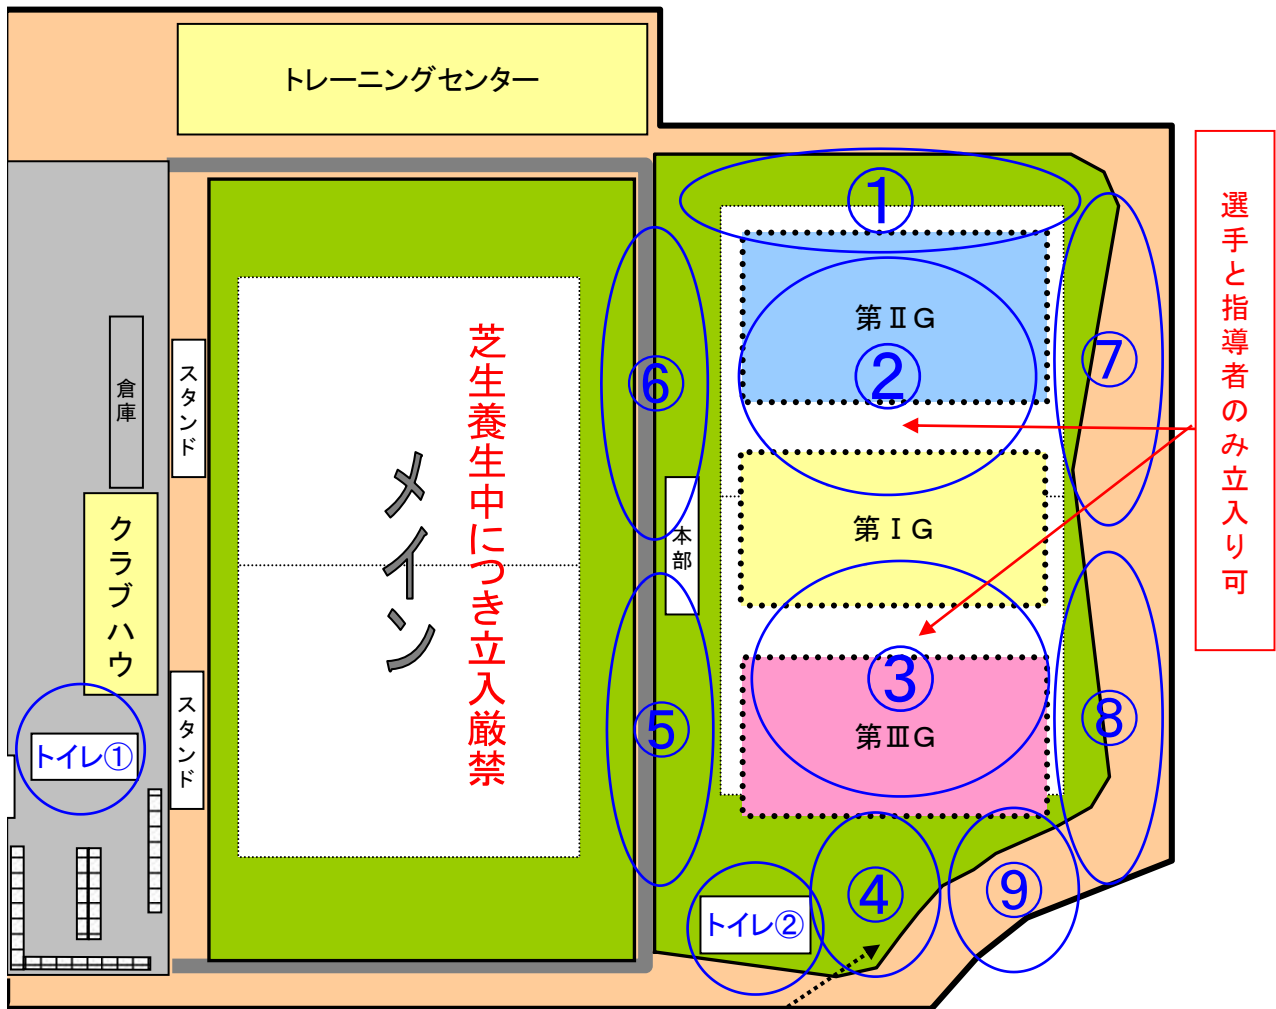 トレーニングセンター
①
選手と指導者のみ立入り可
第ⅡG
②
⑦
⑥
芝生養生中につき立入厳禁
メイン
スタンド
倉庫
クラブハウ
本部
第ⅠG
③
第ⅢG
⑤
⑧
スタンド
トイレ①
④
⑨
トイレ②